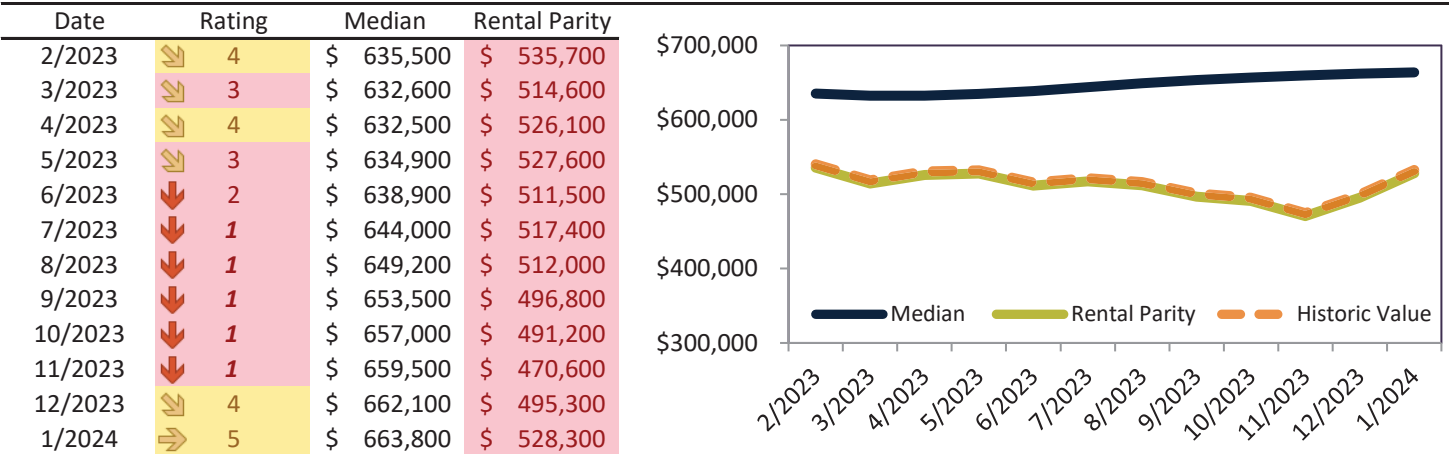 Date Rating Median Rental Parity
2/2023 4 $ 635,500 $ 535,700
3/2023 3 $ 632,600 $ 514,600
4/2023 4 $ 632,500 $ 526,100
5/2023 3 $ 634,900 $ 527,600
6/2023 2 $ 638,900 $ 511,500
7/2023 1 $ 644,000 $ 517,400
8/2023 1 $ 649,200 $ 512,000
9/2023 1 $ 653,500 $ 496,800
10/2023 1 $ 657,000 $ 491,200
11/2023 1 $ 659,500 $ 470,600
12/2023 4 $ 662,100 $ 495,300
1/2024 5 $ 663,800 $ 528,300
$700,000
$600,000
$500,000
$400,000
$300,000
Median Rental Parity Historic Value
2/2023 3/2023 4/2023 5/2023 6/2023 7/2023 8/2023 9/2023 10/2023 11/2023 12/2023 1/2024